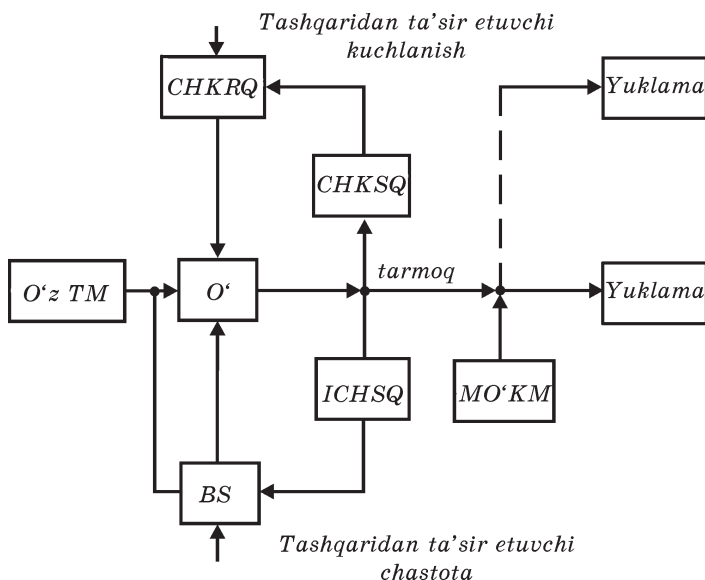 Tashqaridan ta’sir etuvchi
kuchlanish
CHKRQ
Yuklama
CHKSQ
tarmoq
O‘z TM
O‘
Yuklama
ICHSQ
MO‘KM
BS
Tashqaridan ta’sir etuvchi
chastota